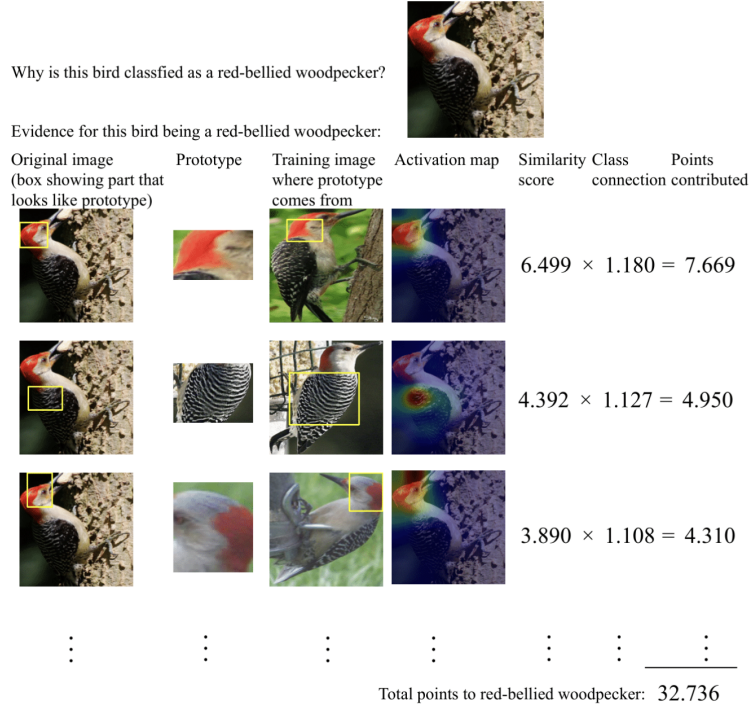 Why is this bird classfied as a red-bellied woodpecker?
Evidence for this bird being a red-bellied woodpecker:
Original image
(box showing part that
looks like prototype)
Prototype
Training image
where prototype
comes from
Activation map
Similarity
score
Class
connection
Points
contributed
6.499 × 1.180 = 7.669
4.392 × 1.127 = 4.950
3.890 × 1.108 = 4.310
Total points to red-bellied woodpecker: 32.736